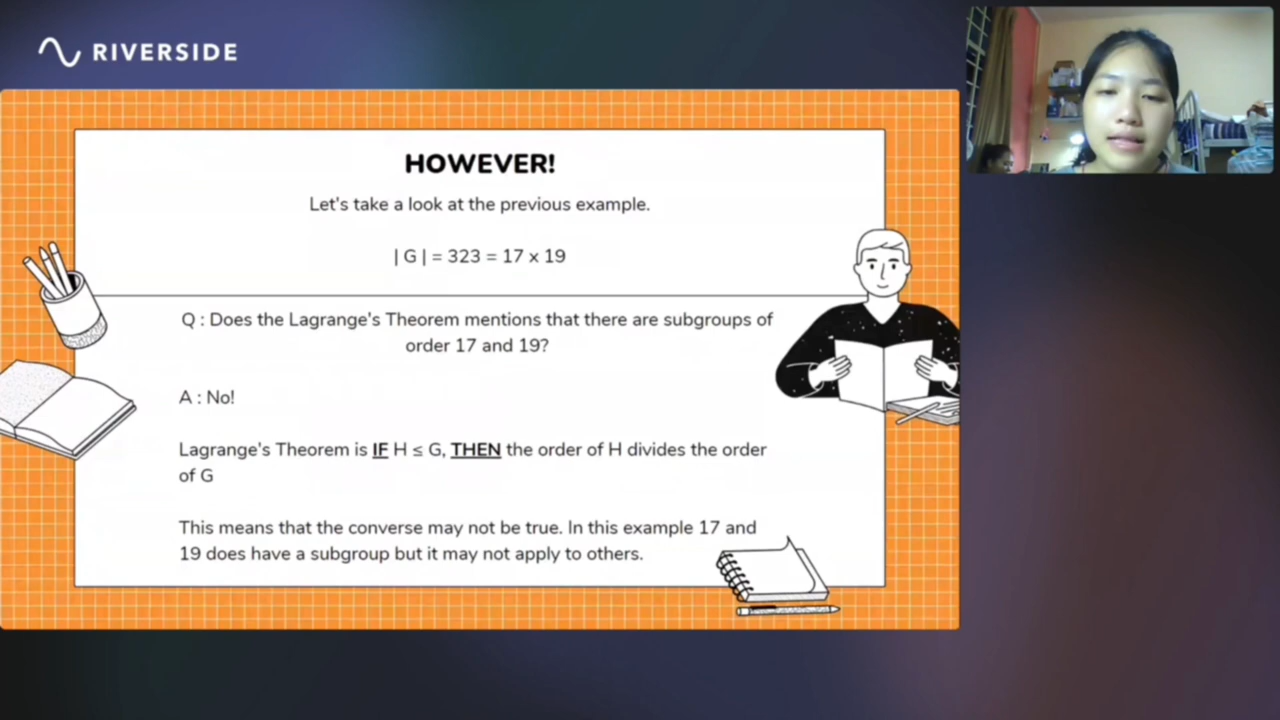 RIVERSIDE
HOWEVER!
Let's take a look at the previous example.
| G | = 323 = 17 x 19
Q : Does the Lagrange's Theorem mentions that there are subgroups of
order 17 and 19?
A : No!
Lagrange's Theorem is IF H ≤ G, THEN the order of H divides the order
of G
This means that the converse may not be true. In this example 17 and
19 does have a subgroup but it may not apply to others.